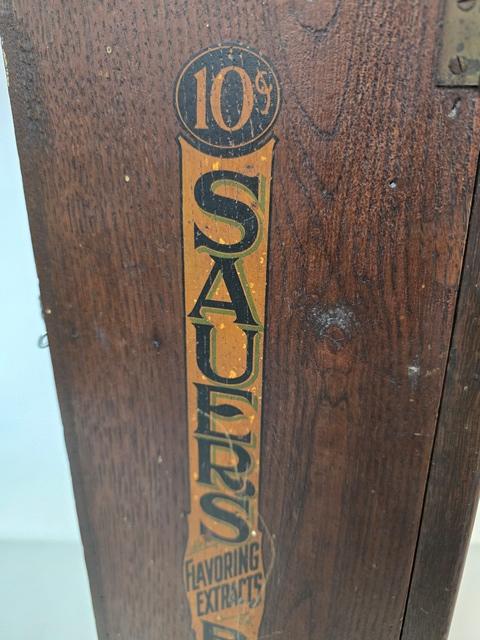 10¢
SAUER'S
FLAVORING
EXTRACTS